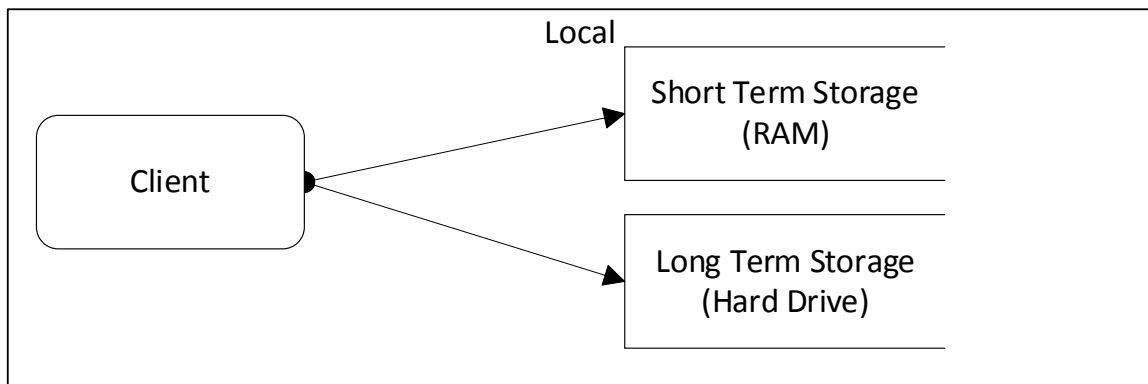 Local
Short Term Storage
(RAM)
Client
Long Term Storage
(Hard Drive)